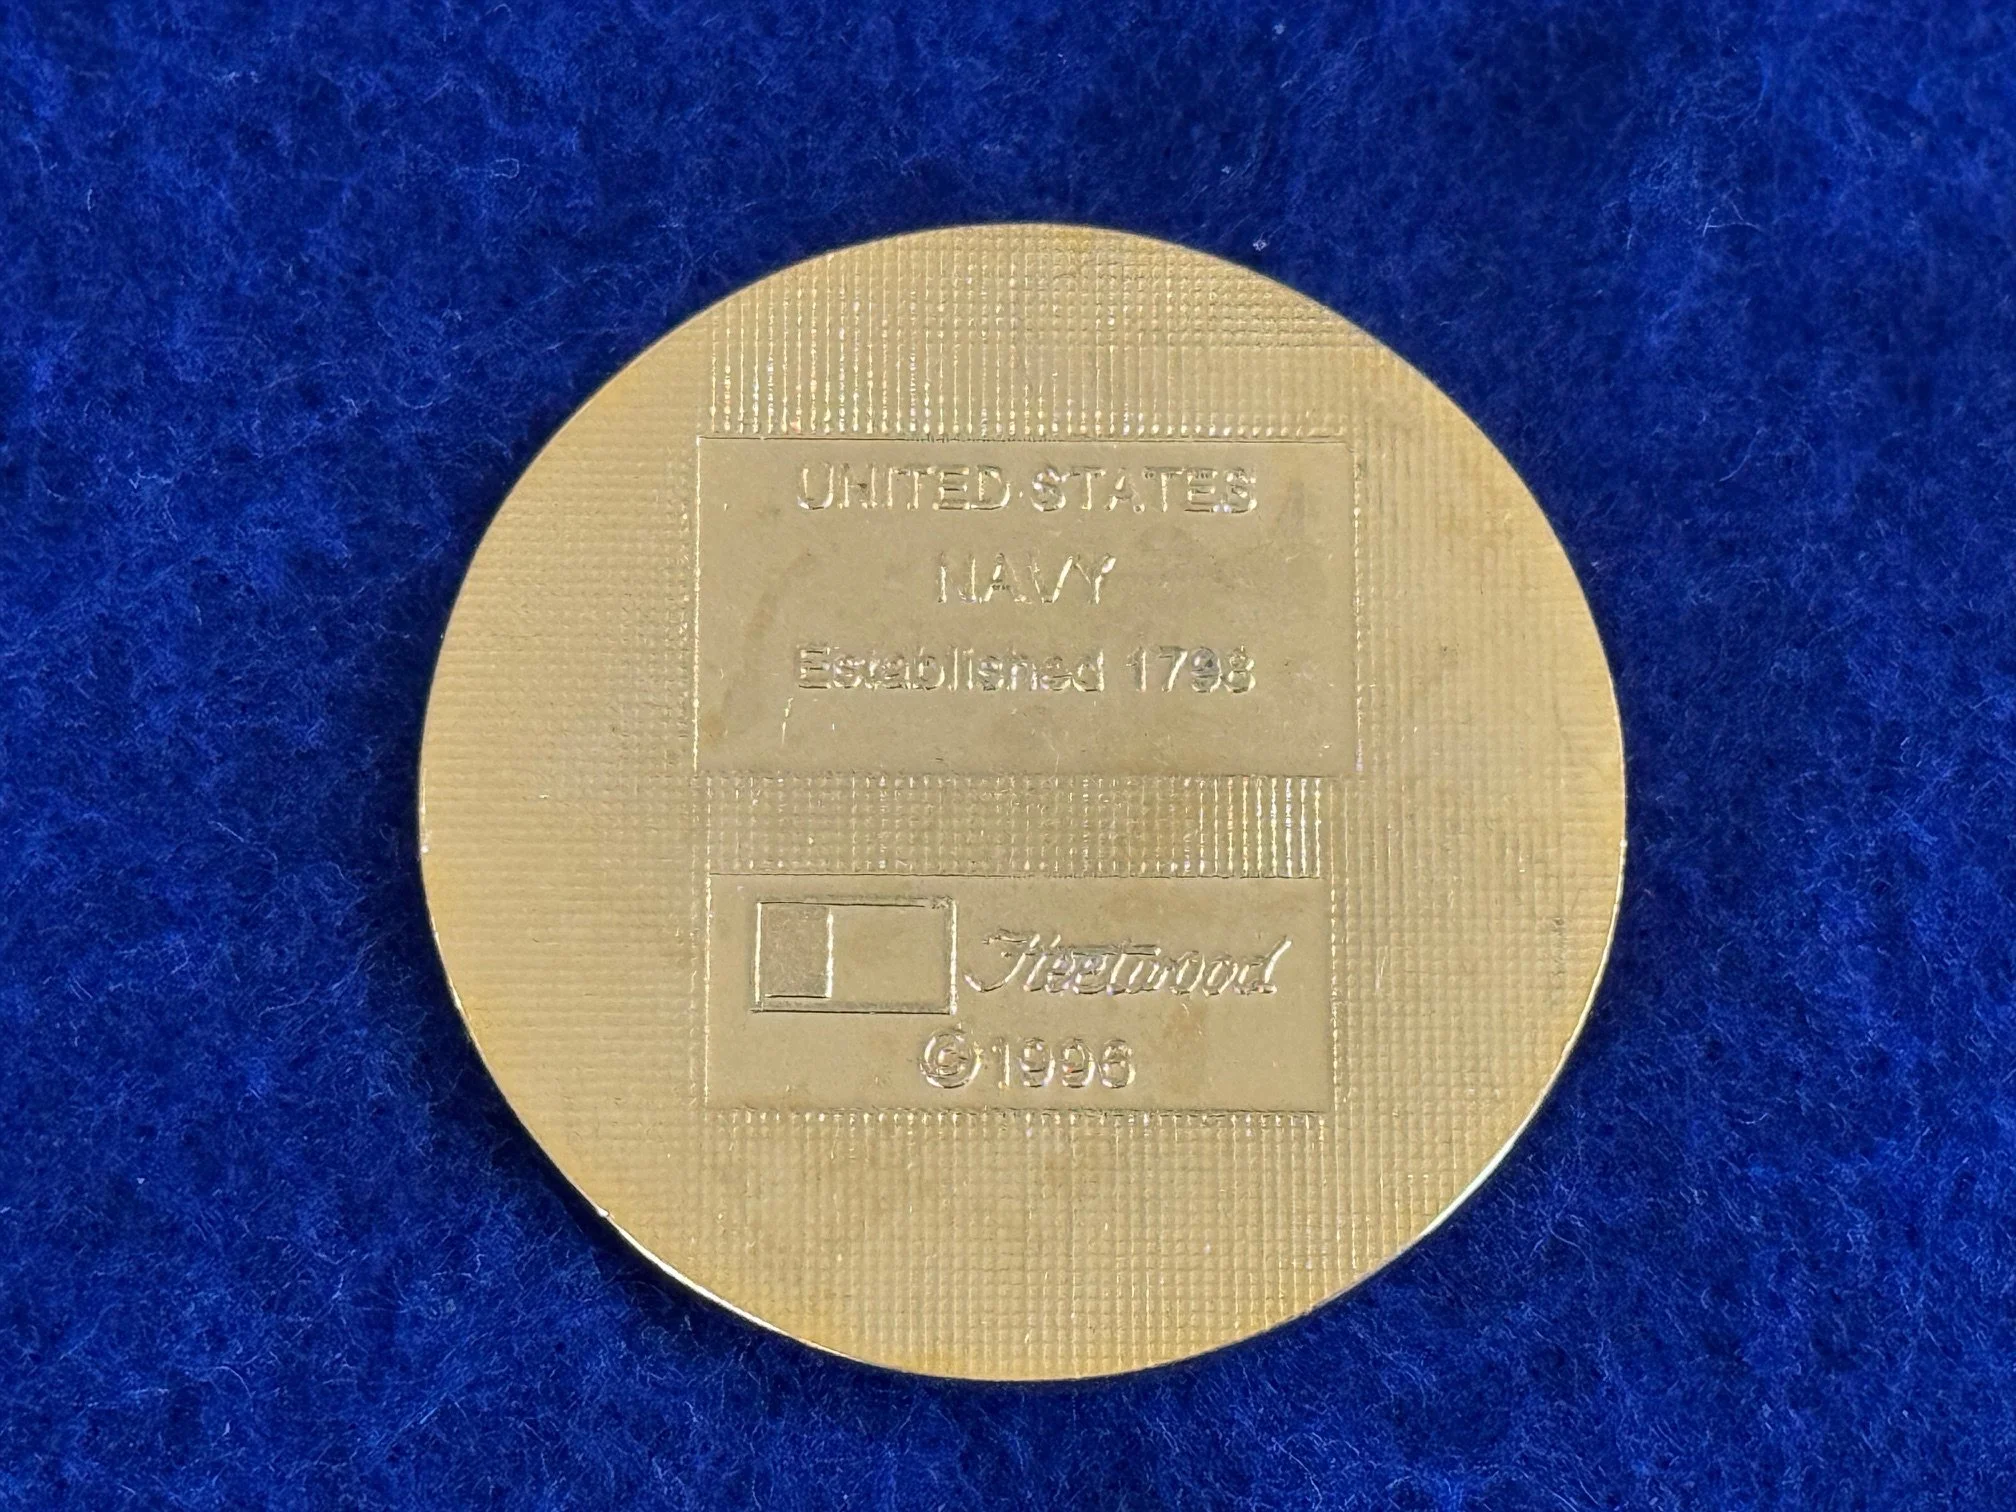 UNITED STATES
NAVY
Established 1798
Fleetwood
©1996